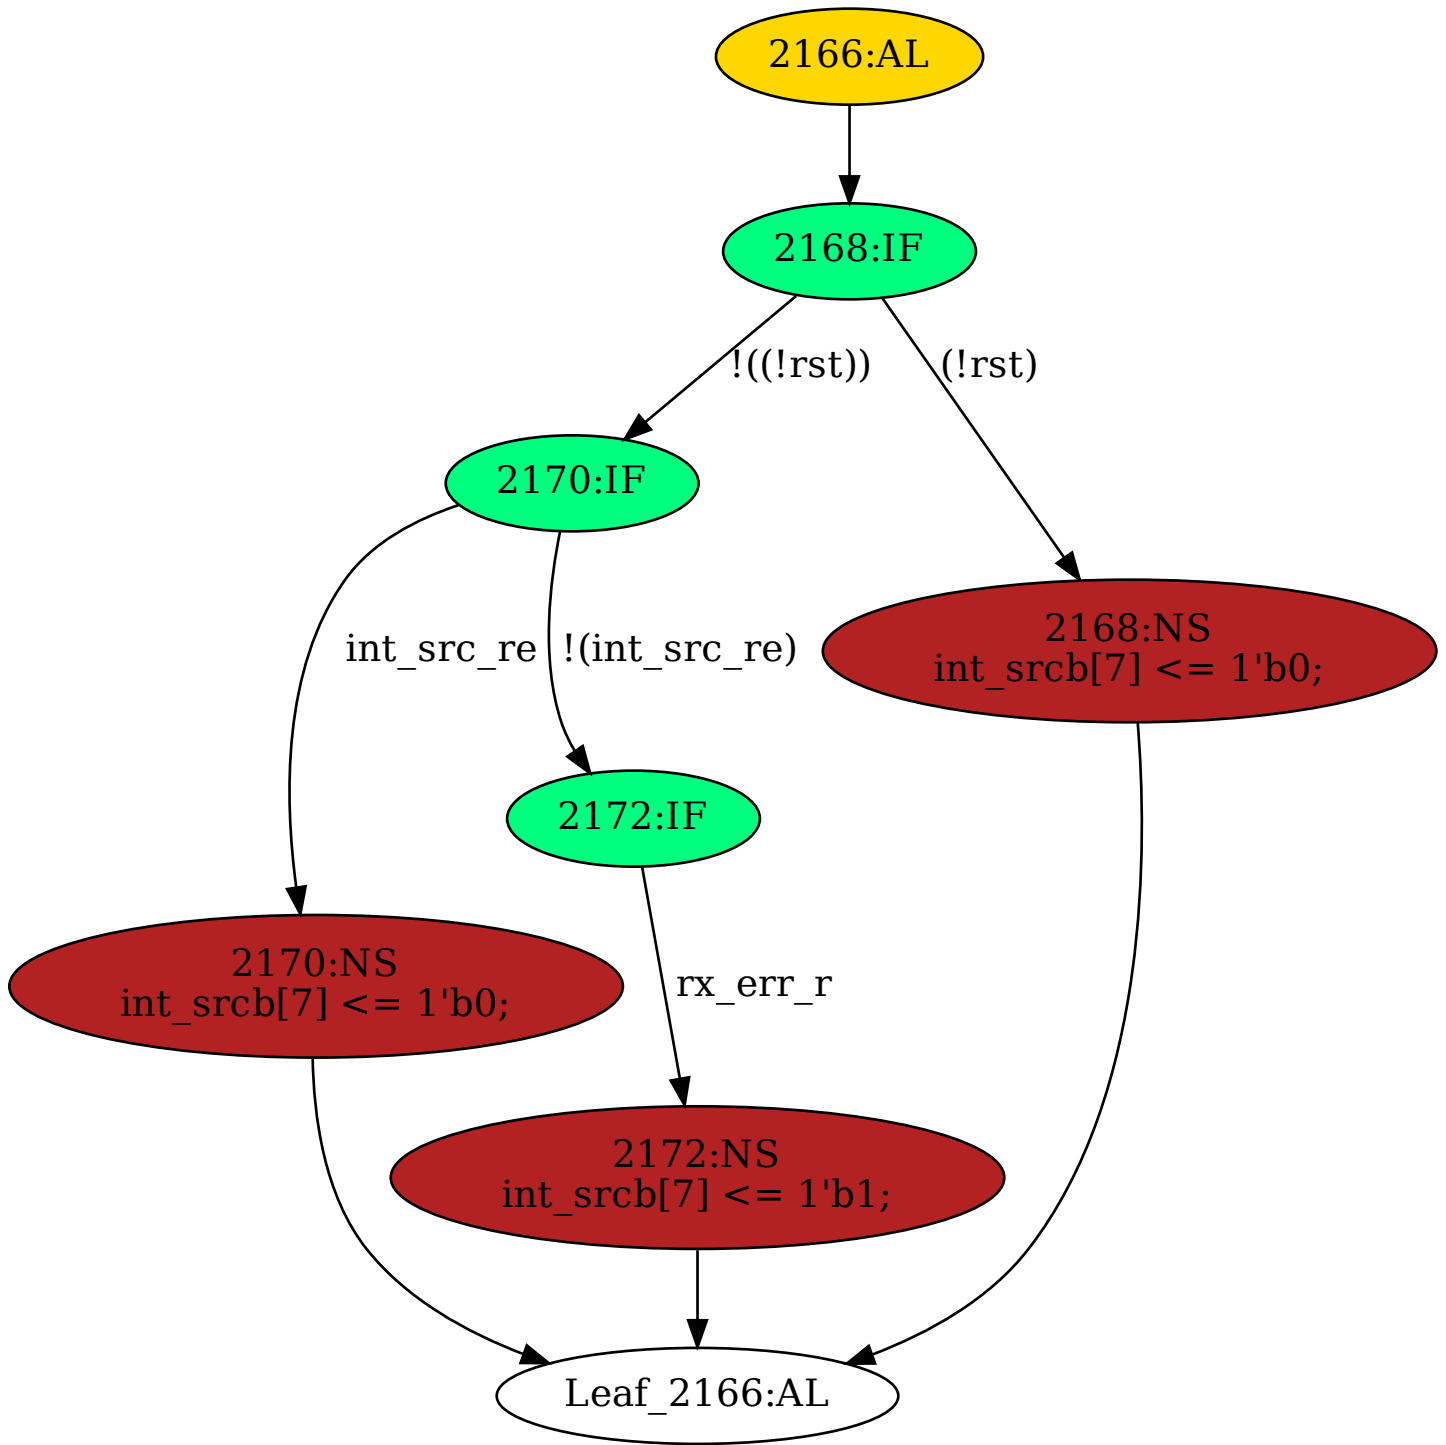 2166:AL
2168:IF
!((!rst))
(!rst)
2170:IF
int_src_re
!(int_src_re)
2168:NS
int_srcb[7] <= 1'b0;
2172:IF
2170:NS
int_srcb[7] <= 1'b0;
rx_err_r
2172:NS
int_srcb[7] <= 1'b1;
Leaf_2166:AL